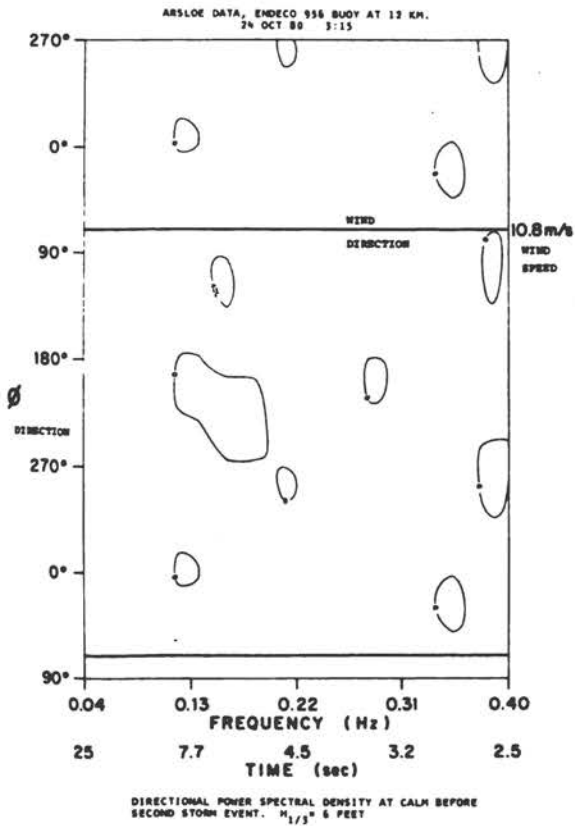 ARSLOE DATA, ENDECO 956 BUOY AT 12 KM.
24 OCT 80 3:15
270°
0°
WIND
10.8 m/s
DIRECTION
WIND
SPEED
90°
180°
Ø
DIRECTION
270°
0°
90°
0.04 0.13 0.22 0.31 0.40
FREQUENCY (Hz)
25 7.7 4.5 3.2 2.5
TIME (sec)
DIRECTIONAL POWER SPECTRAL DENSITY AT CALM BEFORE
SECOND STORM EVENT. H1/3= 6 FEET